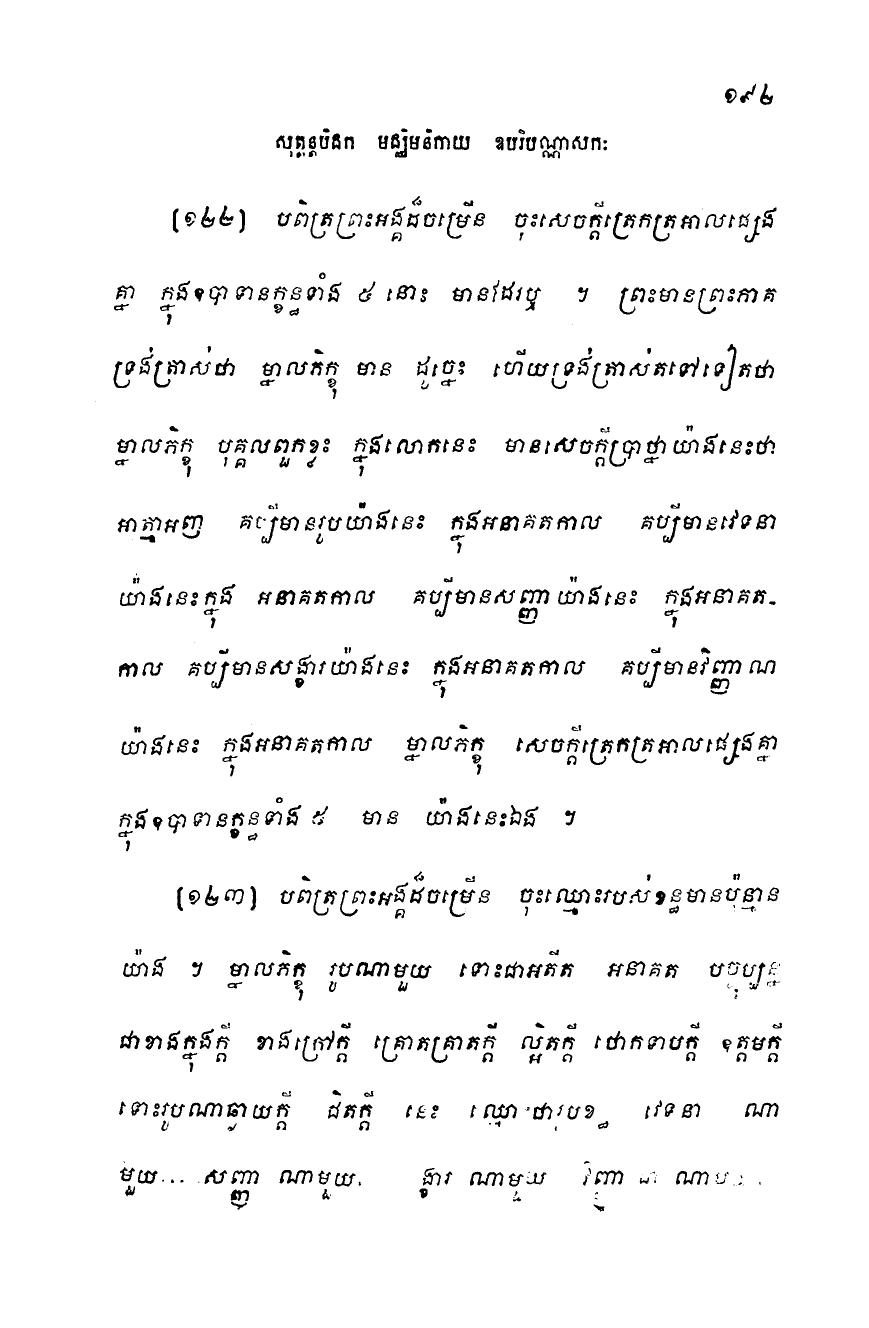 ១៩២
សុត្តន្តបិដក មជ្ឈិមនិកាយ ឧបរិបណ្ណាសកៈ
(១២២) បពិត្រព្រះអង្គដ៏ចម្រើន ចុះសេចក្តីត្រេកត្រអាលផ្សេង
គ្នា ក្នុងឧបាទានក្ខន្ធទាំង ៥ នោះ មានដែរឬ ។ ព្រះមានព្រះភាគ
ទ្រង់ត្រាស់ថា ម្នាលភិក្ខុ មាន ដូច្នេះ ហើយទ្រង់ត្រាស់តទៅទៀតថា
ម្នាលភិក្ខុ បុគ្គលពួកខ្លះ ក្នុងលោកនេះ មានសេចក្តីប្រាថ្នាយ៉ាងនេះថា
អាត្មាអញ គប្បីមានរូបយ៉ាងនេះ ក្នុងអនាគតកាល គប្បីមានវេទនា
យ៉ាងនេះក្នុង អនាគតកាល គប្បីមានសញ្ញាយ៉ាងនេះ ក្នុងអនាគត-
កាល គប្បីមានសង្ខារយ៉ាងនេះ ក្នុងអនាគតកាល គប្បីមានវិញ្ញាណ
យ៉ាងនេះ ក្នុងអនាគតកាល ម្នាលភិក្ខុ សេចក្តីត្រេកត្រអាលផ្សេងគ្នា
ក្នុងឧបាទានក្ខន្ធទាំង ៥ មាន យ៉ាងនេះឯង ។
(១២៣) បពិត្រព្រះអង្គដ៏ចម្រើន ចុះឈ្មោះរបស់ខន្ធមានប៉ុន្មាន
យ៉ាង ។ ម្នាលភិក្ខុ រូបណាមួយ ទោះជាអតីត អនាគត បច្ចុប្បន្ន
ជាខាងក្នុងក្តី ខាងក្រៅក្តី គ្រោតគ្រាតក្តី ល្អិតក្តី ថោកទាបក្តី ឧត្តមក្តី
ទោះរូបណាឆ្ងាយក្តី ជិតក្តី នេះ ឈ្មោះថារូបខន្ធ វេទនា ណា
មួយ... សញ្ញា ណាមួយ. ង្ខារ ណាមួយ វិញ្ញា